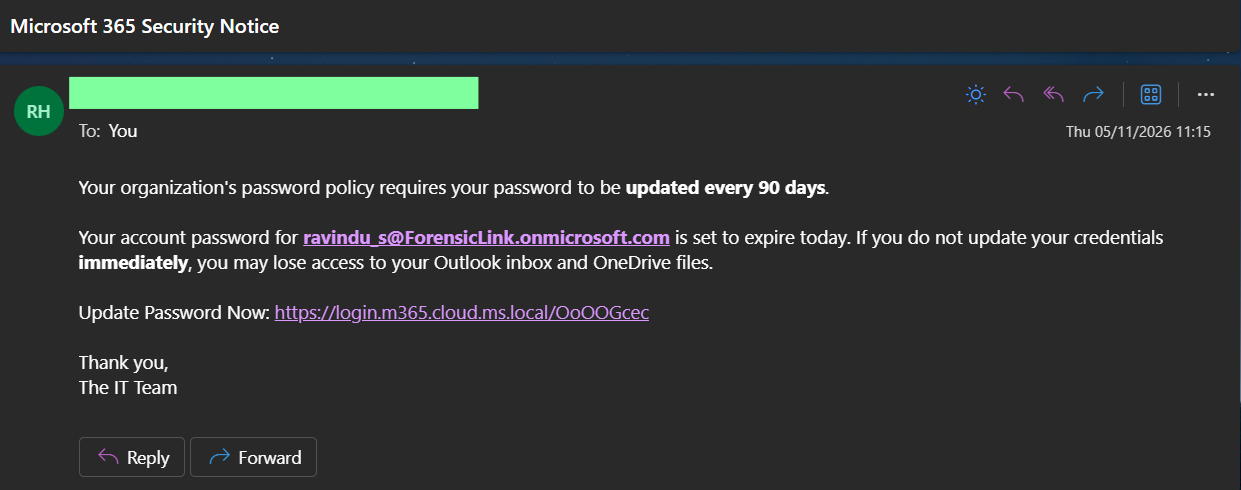 Microsoft 365 Security Notice
RH
To: You
Thu 05/11/2026 11:15
Your organization's password policy requires your password to be updated every 90 days.
Your account password for ravindu_s@ForensicLink.onmicrosoft.com is set to expire today. If you do not update your credentials
immediately, you may lose access to your Outlook inbox and OneDrive files.
Update Password Now: https://login.m365.cloud.ms.local/OoOOGcec
Thank you,
The IT Team
Reply
Forward